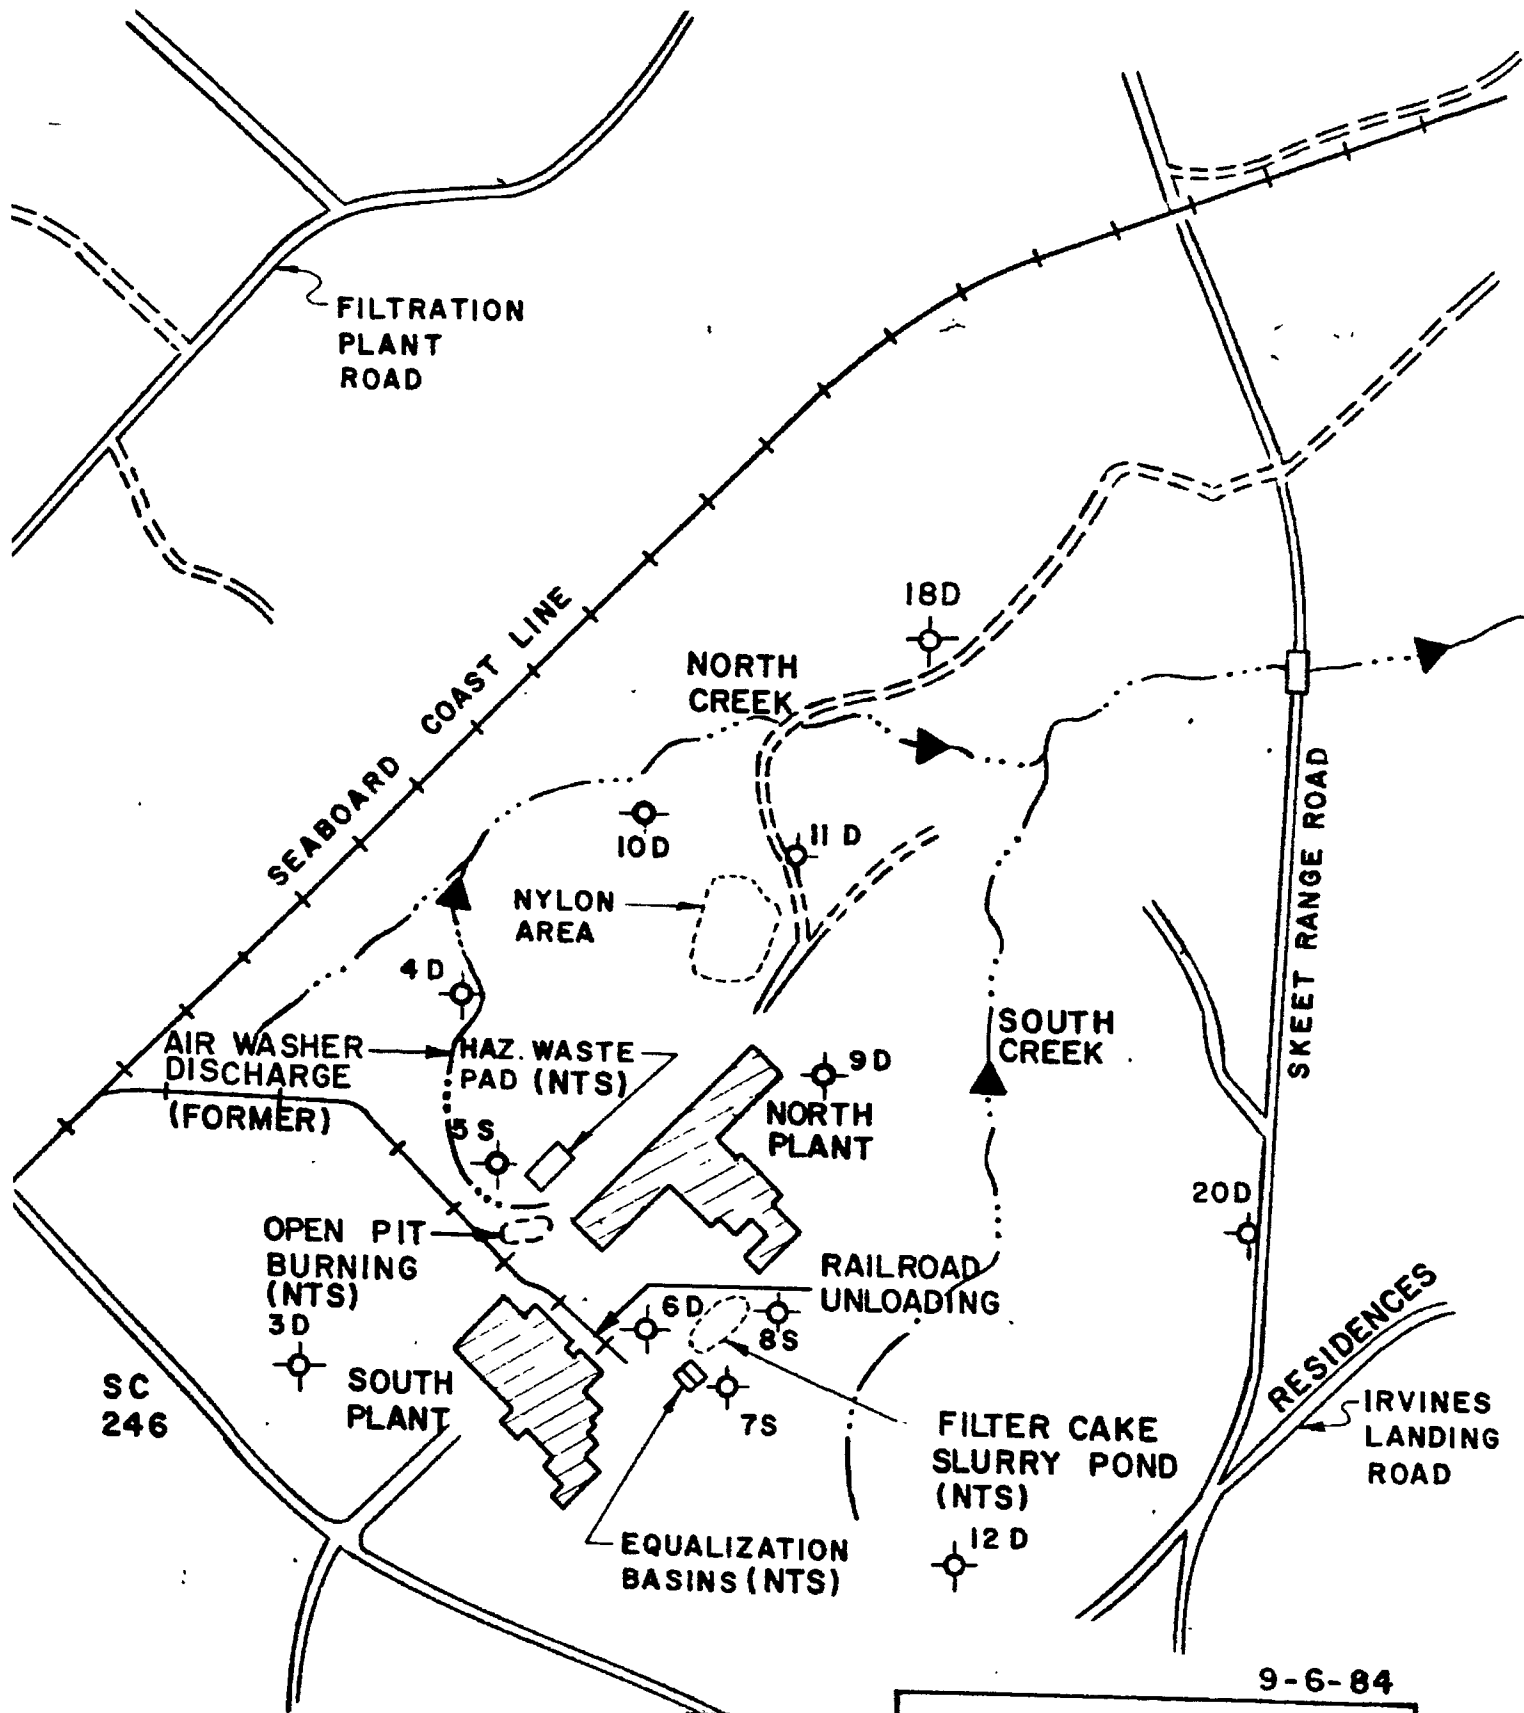 FILTRATION
PLANT
ROAD
18D
NORTH
CREEK
SEABOARD COAST LINE
10D
11 D
NYLON
AREA
4 D
SKEET RANGE ROAD
SOUTH
CREEK
AIR WASHER
DISCHARGE
(FORMER)
HAZ. WASTE
PAD (NTS)
9D
NORTH
PLANT
5 S
20D
OPEN PIT
BURNING
(NTS)
RAILROAD
UNLOADING
3D
6D
8S
RESIDENCES
SC
246
SOUTH
PLANT
7S
IRVINES
LANDING
ROAD
FILTER CAKE
SLURRY POND
(NTS)
EQUALIZATION
BASINS (NTS)
12 D
9-6-84